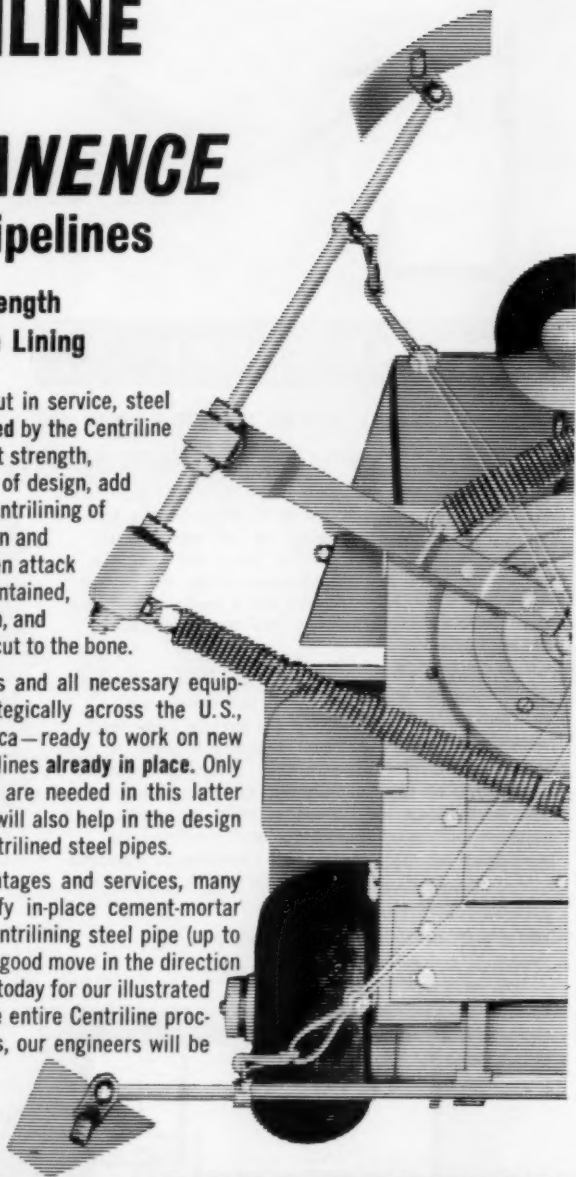 ILINE
ANENCE
ipelines
ength
Lining
ut in service, steel
ed by the Centriline
t strength,
of design, add
ntrilining of
n and
en attack
ntained,
, and
cut to the bone.
s and all necessary equip-
tegically across the U.S.,
ca—ready to work on new
lines already in place. Only
are needed in this latter
will also help in the design
trilined steel pipes.
ntages and services, many
fy in-place cement-mortar
ntrilining steel pipe (up to
good move in the direction
today for our illustrated
e entire Centriline proc-
s, our engineers will be